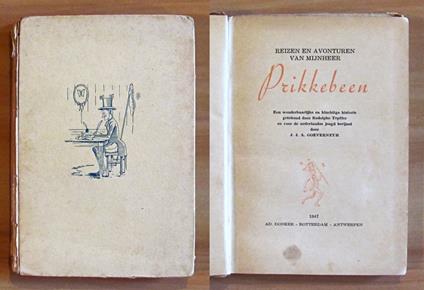 REIZEN EN AVONTUREN
VAN MIJNHEER
Prikkebeen
Een wonderbaarlijke en kluchtige historie
getekend door Rodolphe Töpffer
en voor de nederlandse jeugd berijmd
door
J. J. A. GOEVERNEUR
1947
AD. DONKER - ROTTERDAM - ANTWERPEN